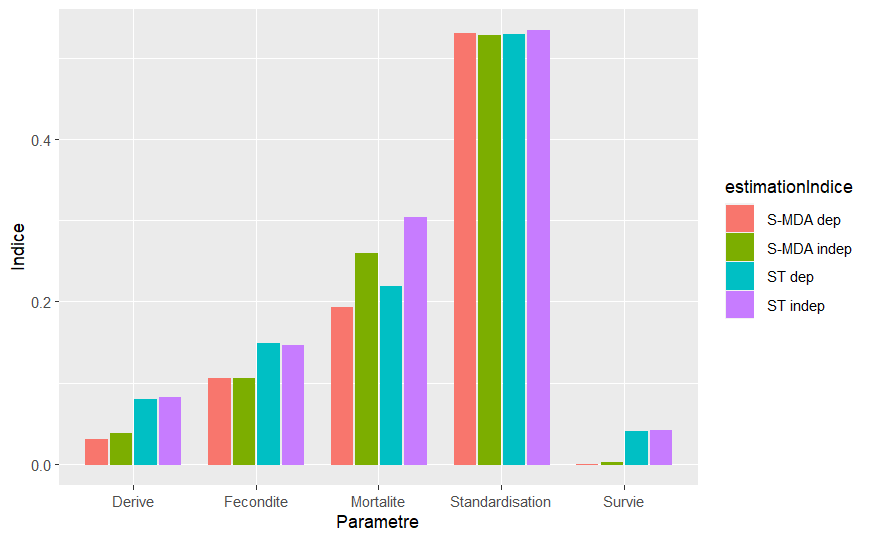 Indice
0.4
0.2
0.0
Derive Fecondite Mortalite Standardisation Survie
Parametre
estimationIndice
S-MDA dep
S-MDA indep
ST dep
ST indep